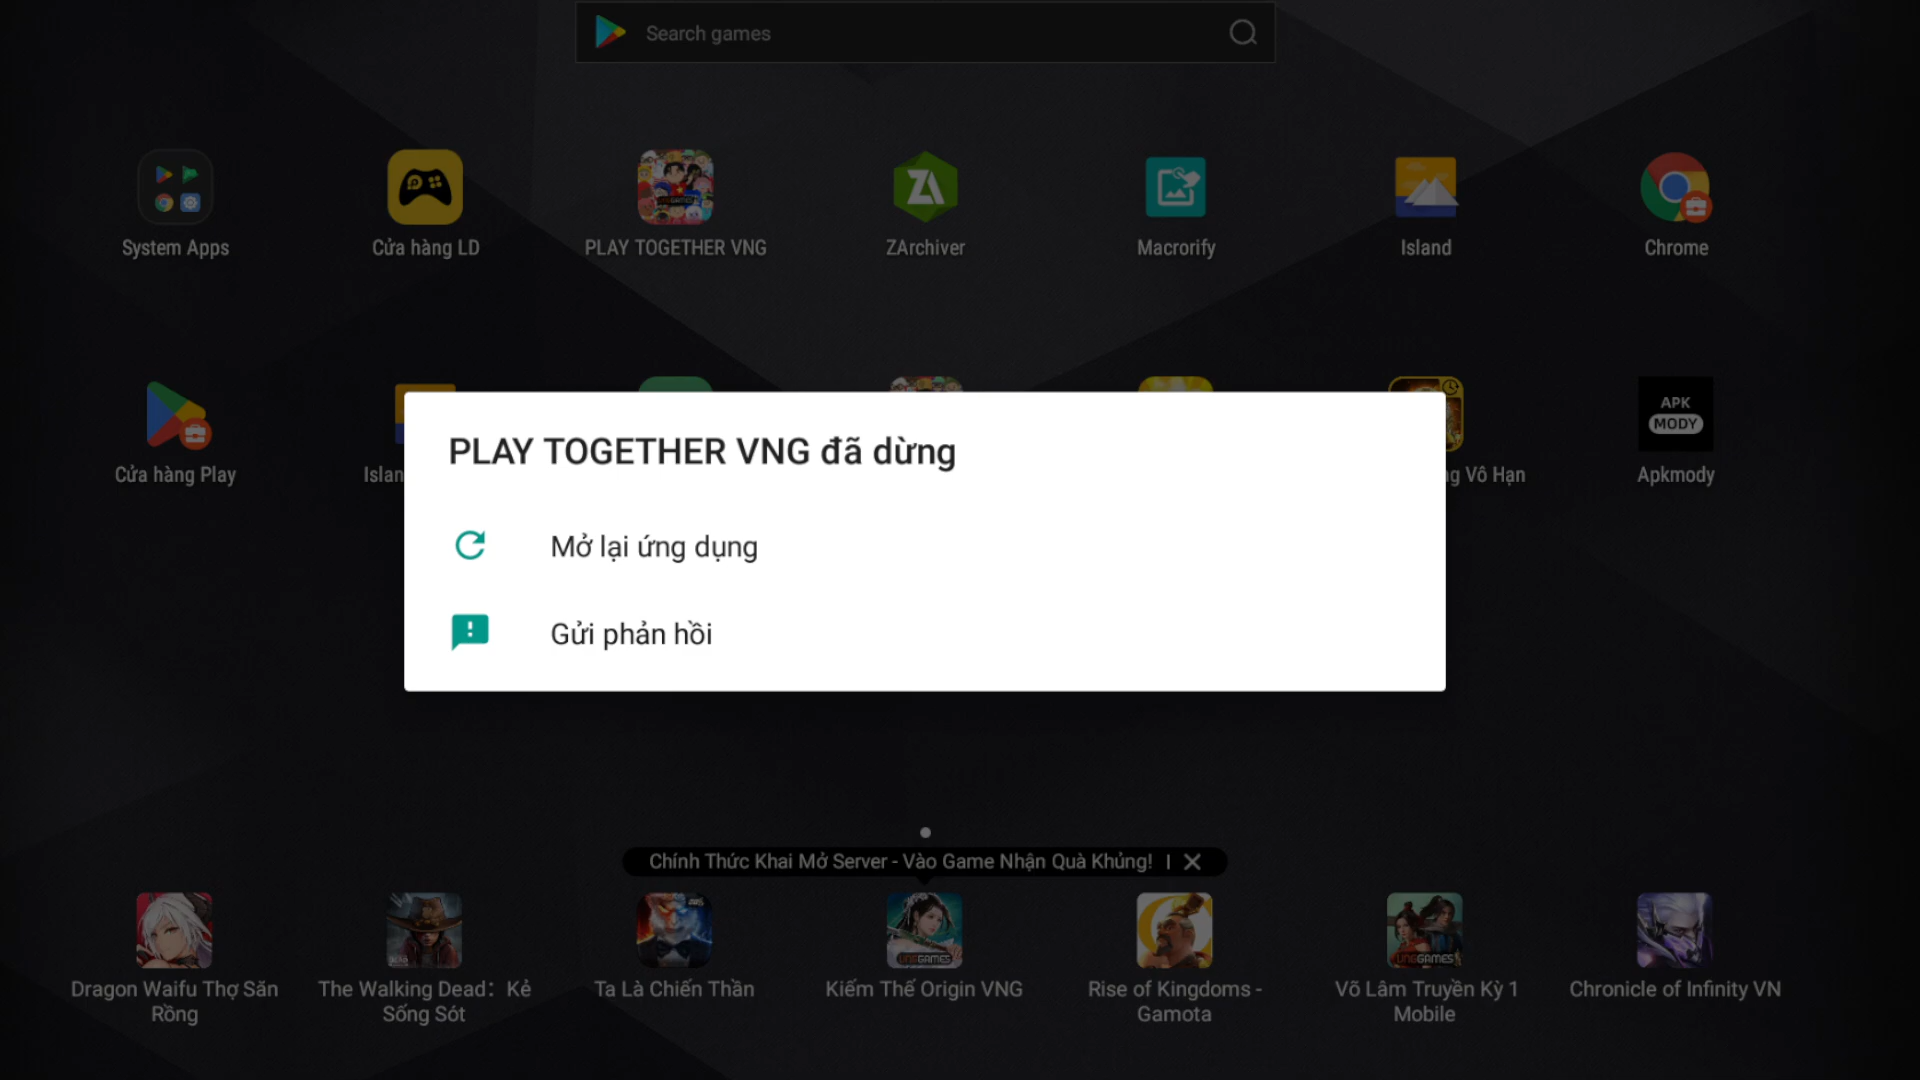 Search games
System Apps
Cửa hàng LD
PLAY TOGETHER VNG
ZArchiver
Macrorify
Island
Chrome
APK
MODY
Cửa hàng Play
Vô Hạn
Apkmody
PLAY TOGETHER VNG đã dừng
Mở lại ứng dụng
Gửi phản hồi
Chính Thức Khai Mở Server - Vào Game Nhận Quà Khủng!
VNGGAMES
VNGGAMES
Dragon Waifu Thợ Săn
Rồng
The Walking Dead: Kẻ
Sống Sót
Ta Là Chiến Thần
Kiếm Thế Origin VNG
Rise of Kingdoms -
Gamota
Võ Lâm Truyền Kỳ 1
Mobile
Chronicle of Infinity VN